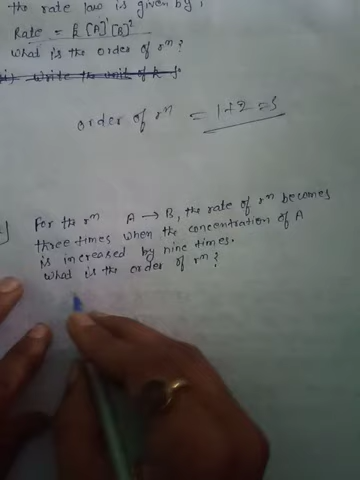 the rate law is given by,
Rate = k [A]¹ [B]²
What is the order of rⁿ?
Write the unit of k
order of rⁿ = 1+2 = 3
For the rⁿ A → B, the rate of rⁿ becomes
three times when the concentration of A
is increased by nine times.
What is the order of rⁿ?